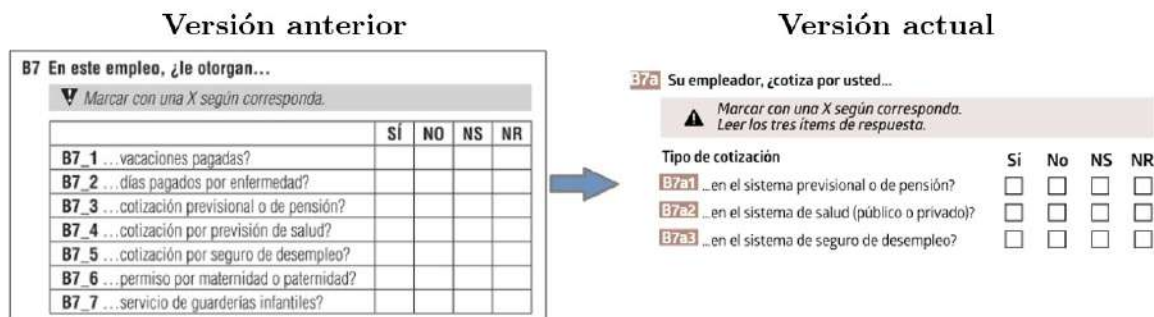 Versión anterior
B7 En este empleo, ¿le otorgan...
Marcar con una X según corresponda.
SÍ NO NS NR
B7_1 ...vacaciones pagadas?
B7_2 ...días pagados por enfermedad?
B7_3 ...cotización previsional o de pensión?
B7_4 ...cotización por previsión de salud?
B7_5 ...cotización por seguro de desempleo?
B7_6 ...permiso por maternidad o paternidad?
B7_7 ...servicio de guarderías infantiles?
Versión actual
B7a Su empleador, ¿cotiza por usted...
Marcar con una X según corresponda.
Leer los tres ítems de respuesta.
Tipo de cotización Sí No NS NR
B7a1 ...en el sistema previsional o de pensión?
B7a2 ...en el sistema de salud (público o privado)?
B7a3 ...en el sistema de seguro de desempleo?